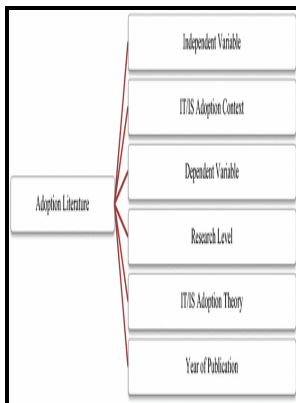 Independent Variable
IT/IS Adoption Context
Dependent Variable
Adoption Literature
Research Level
IT/IS Adoption Theory
Year of Publication